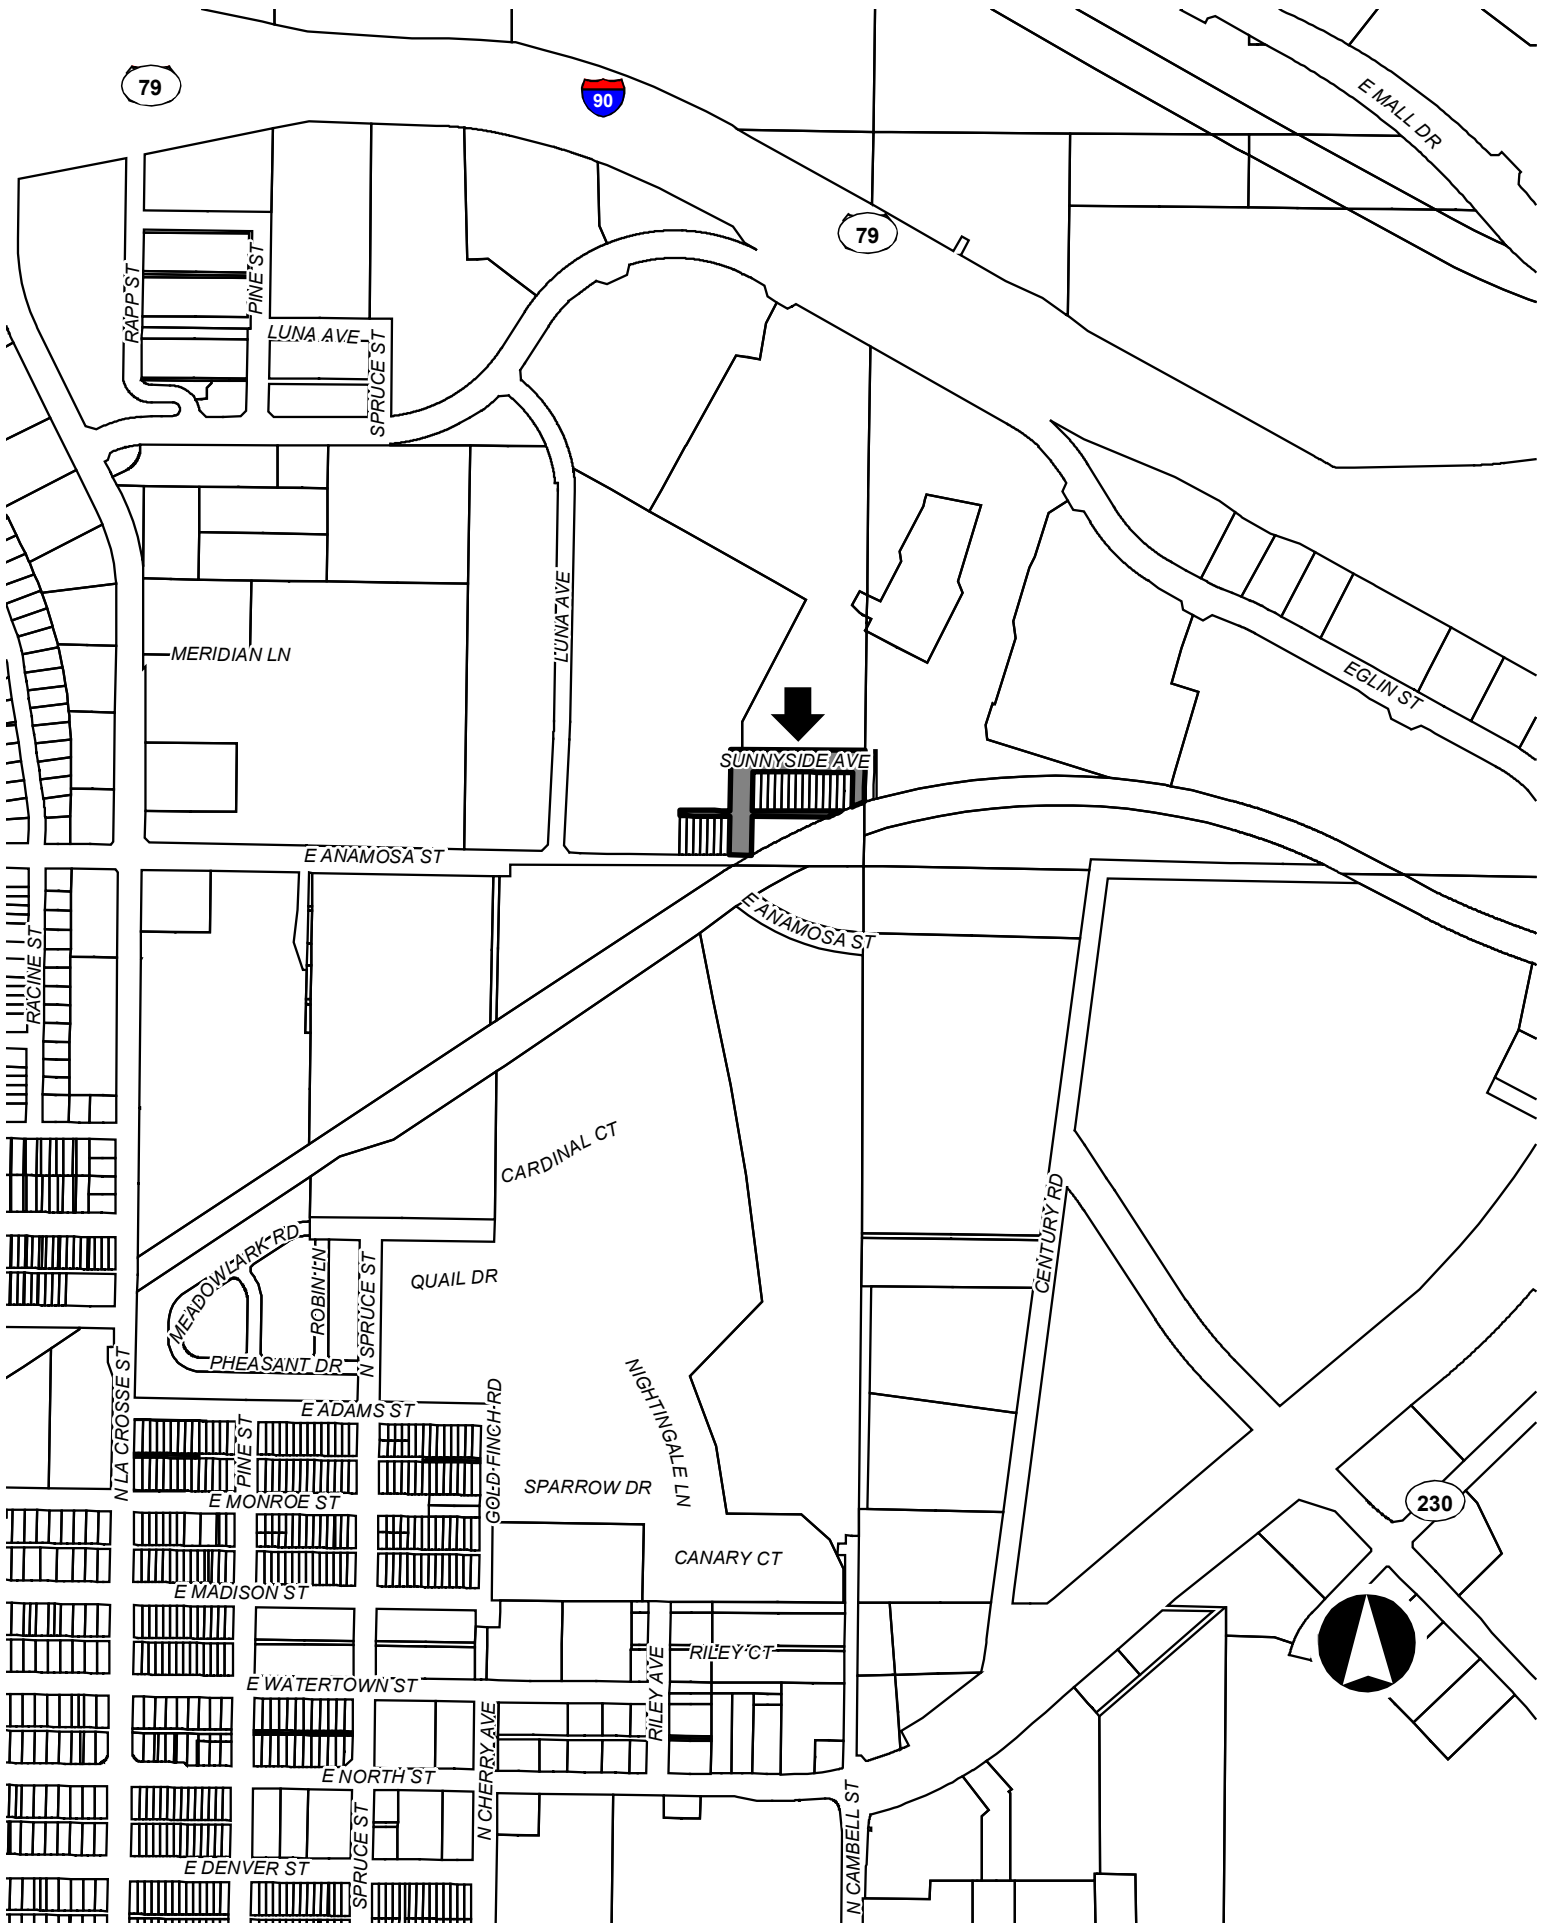 79
90
E MALL DR
79
RAPP ST
PINE ST
LUNA AVE
SPRUCE ST
LUNA AVE
MERIDIAN LN
EGLIN ST
SUNNYSIDE AVE
E ANAMOSA ST
E ANAMOSA ST
RACINE ST
CARDINAL CT
CENTURY RD
MEADOWLARK RD
ROBIN LN
N SPRUCE ST
QUAIL DR
PHEASANT DR
N LA CROSSE ST
E ADAMS ST
PINE ST
GOLD FINCH RD
NIGHTINGALE LN
SPARROW DR
E MONROE ST
230
CANARY CT
E MADISON ST
RILEY CT
RILEY AVE
E WATERTOWN ST
N CHERRY AVE
E NORTH ST
SPRUCE ST
N CAMBELL ST
E DENVER ST